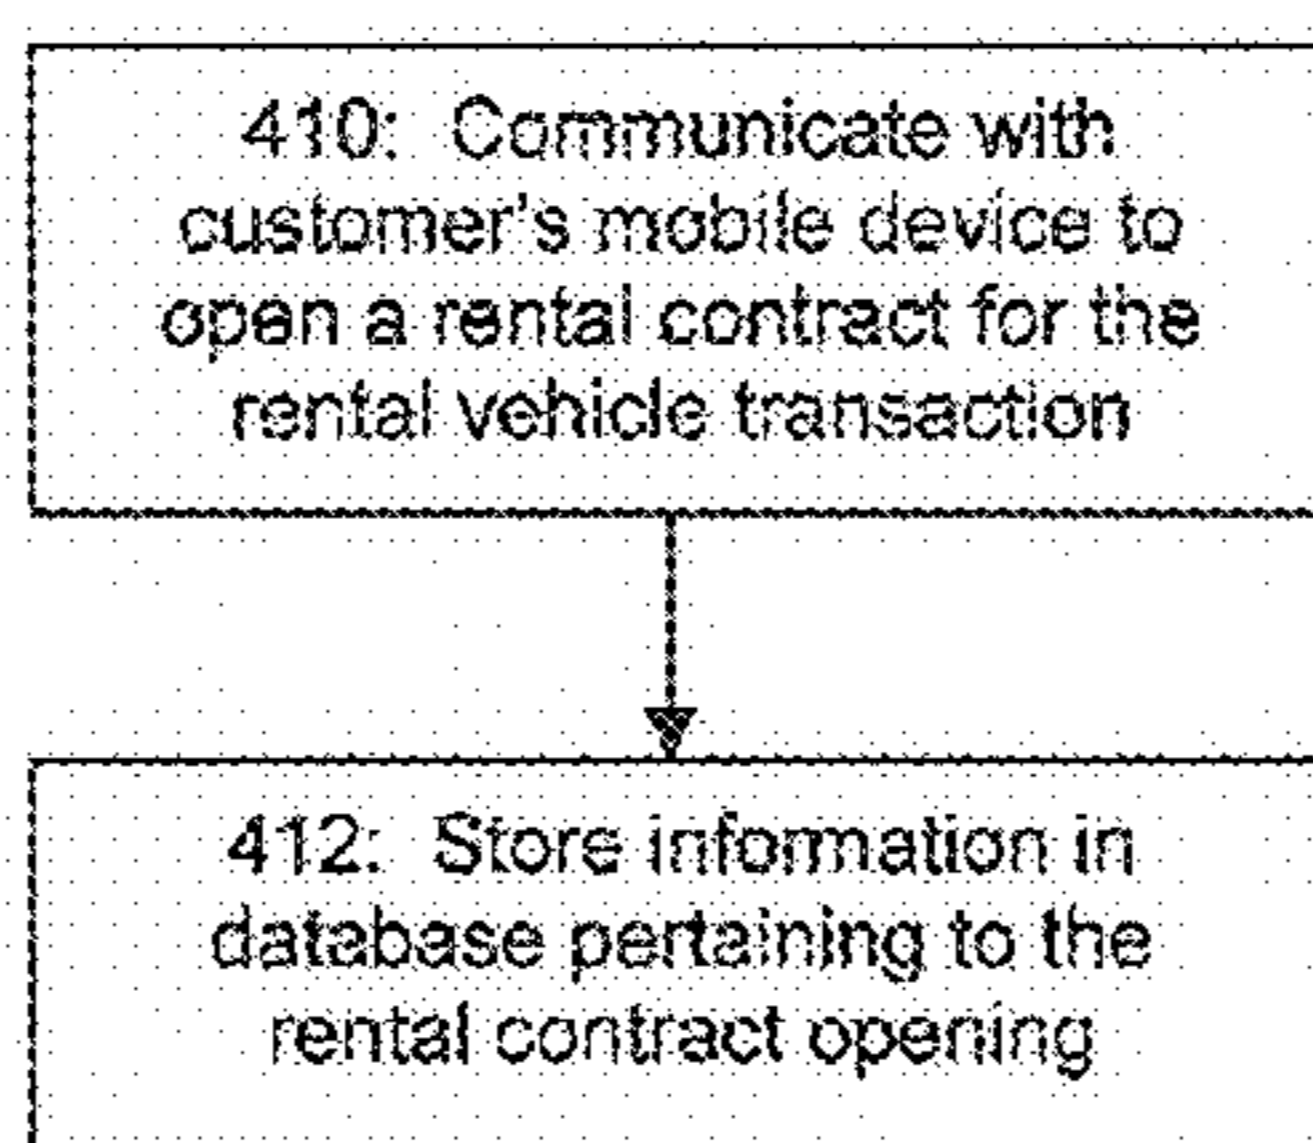 410: Communicate with
customer's mobile device to
open a rental contract for the
rental vehicle transaction
412: Store information in
database pertaining to the
rental contract opening